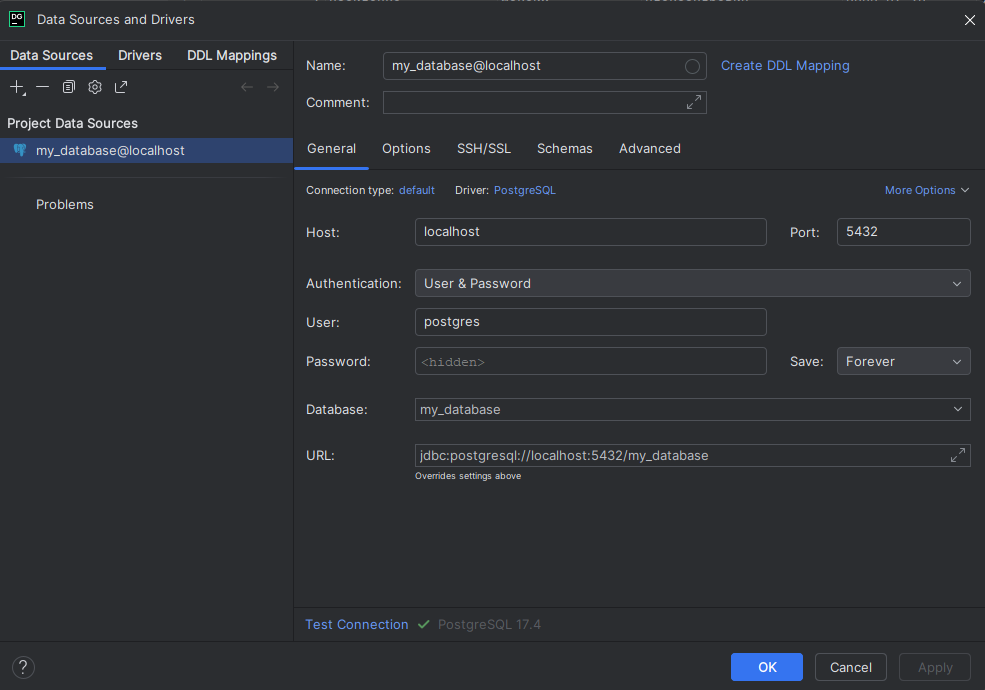 DG Data Sources and Drivers
Data Sources Drivers DDL Mappings
Project Data Sources
my_database@localhost
Problems
Name: my_database@localhost Create DDL Mapping
Comment:
General Options SSH/SSL Schemas Advanced
Connection type: default Driver: PostgreSQL More Options
Host: localhost Port: 5432
Authentication: User & Password
User: postgres
Password: <hidden> Save: Forever
Database: my_database
URL: jdbc:postgresql://localhost:5432/my_database
Overrides settings above
Test Connection PostgreSQL 17.4
? OK Cancel Apply